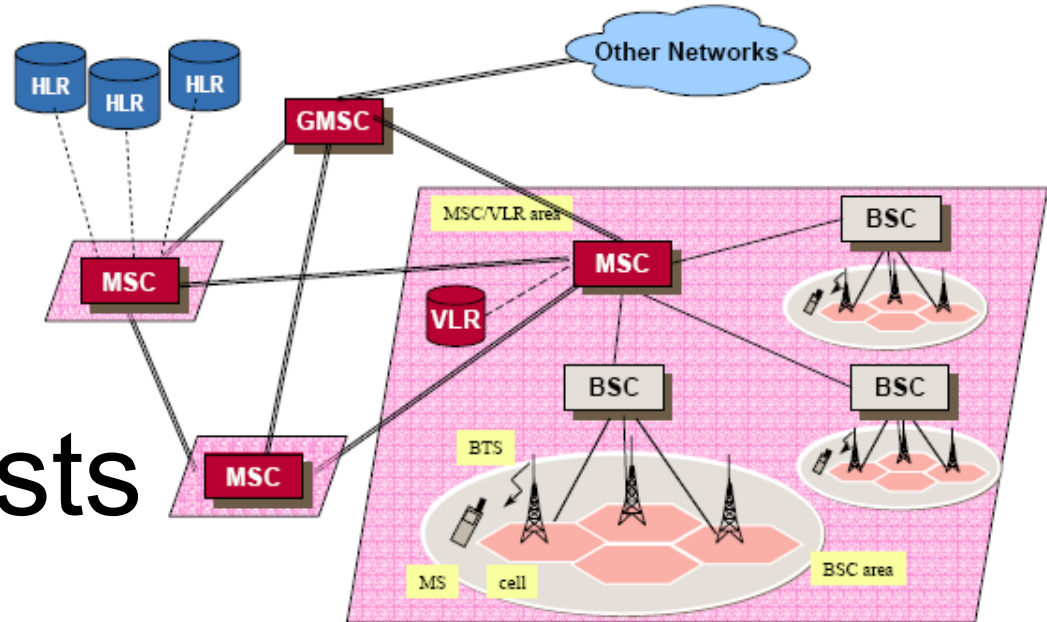 Other Networks
HLR
HLR
HLR
GMSC
MSC/VLR area
BSC
MSC
MSC
VLR
BSC
BSC
BTS
sts
MSC
BSC area
MS
cell